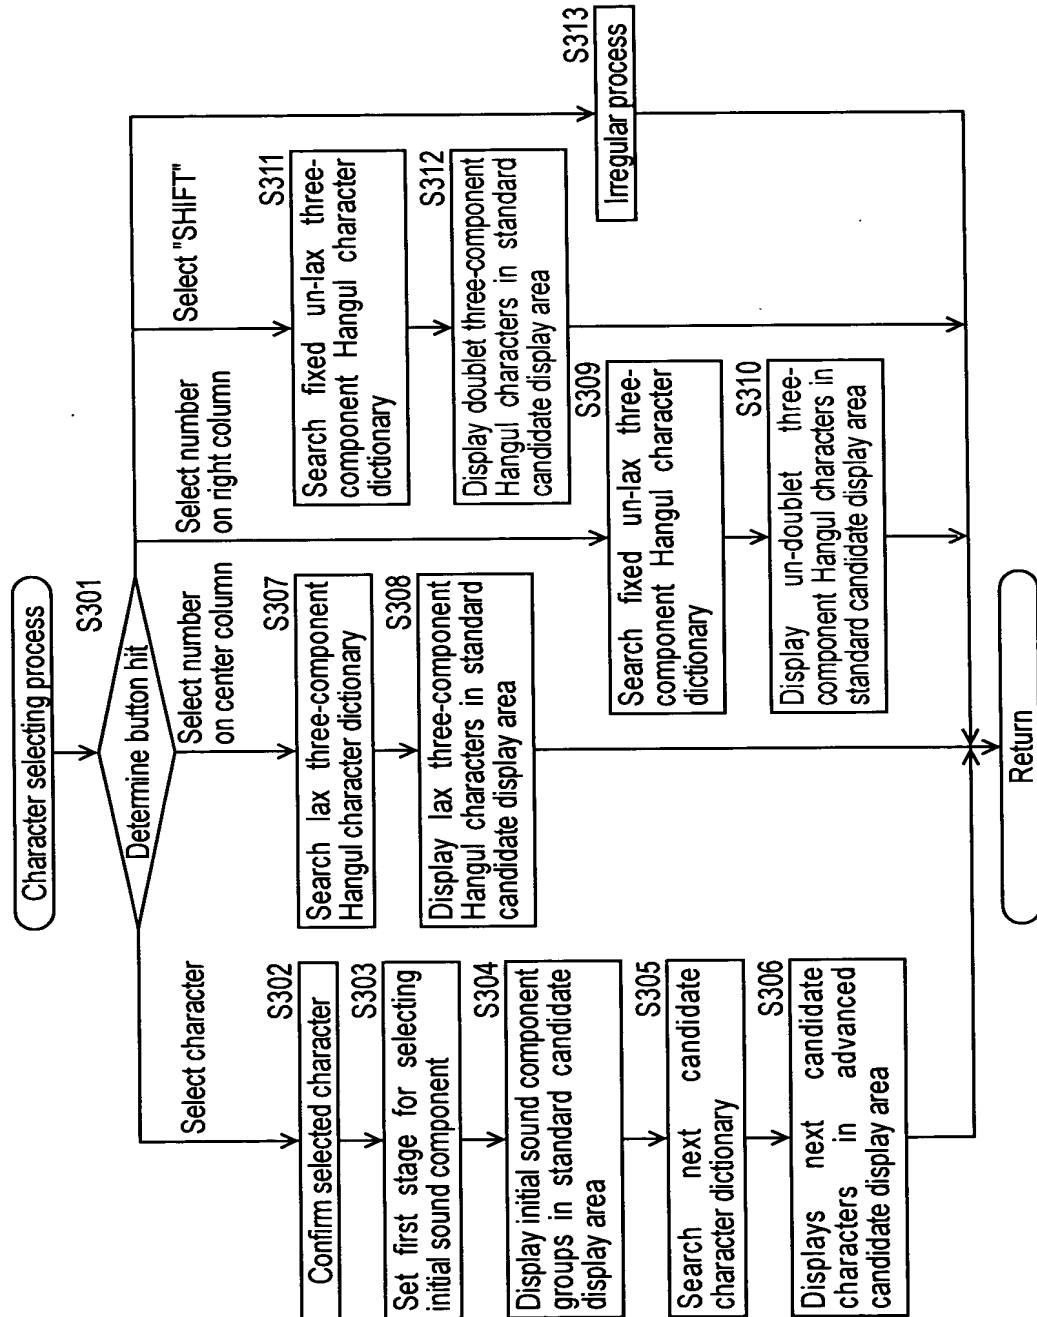 Character selecting process
S301
Determine button hit
Select character
S302
Confirm selected character
S303
Set first stage for selecting
initial sound component
S304
Display initial sound component
groups in standard candidate
display area
S305
Search next candidate
character dictionary
S306
Displays next candidate
characters in advanced
candidate display area
Select number
on center column
S307
Search lax three-component
Hangul character dictionary
S308
Display lax three-component
Hangul characters in standard
candidate display area
Select number
on right column
S309
Search fixed un-lax three-
component Hangul character
dictionary
S310
Display un-doublet three-
component Hangul characters in
standard candidate display area
Select "SHIFT"
S311
Search fixed un-lax three-
component Hangul character
dictionary
S312
Display doublet three-component
Hangul characters in standard
candidate display area
S313
Irregular process
Return